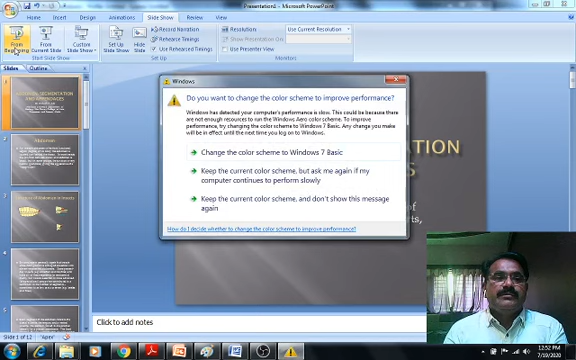 Presentation1 - Microsoft PowerPoint
Home
Insert
Design
Animations
Slide Show
Review
View
From Beginning
From Current Slide
Custom Slide Show
Start Slide Show
Set Up Slide Show
Hide Slide
Record Narration
Rehearse Timings
Use Rehearsed Timings
Set Up
Resolution:
Use Current Resolution
Show Presentation On:
Use Presenter View
Monitors
Slides
Outline
1
2
Abdomen
3
4
5
Windows
Do you want to change the color scheme to improve performance?
Windows has detected your computer's performance is slow. This could be because there
are not enough resources to run the Windows Aero color scheme. To improve
performance, try changing the color scheme to Windows 7 Basic. Any change you make
will be in effect until the next time you log on to Windows.
Change the color scheme to Windows 7 Basic
Keep the current color scheme, but ask me again if my
computer continues to perform slowly
Keep the current color scheme, and don't show this message
again
How do I decide whether to change the color scheme to improve performance?
Click to add notes
Slide 1 of 12
"Apex"
12:52 PM
7/19/2020